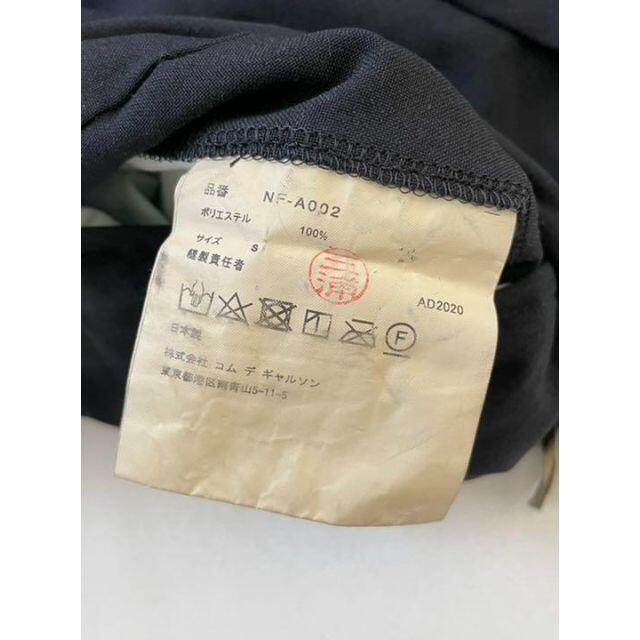 品番 NF-A002
ポリエステル 100%
サイズ S
縫製責任者
AD2020
F
日本製
株式会社 コム デ ギャルソン
東京都港区南青山5-11-5